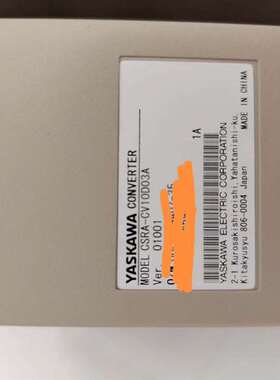 YASKAWA CONVERTER
MODEL CSRA-CV10D03A
Ver. 01001
1A
YASKAWA ELECTRIC CORPORATION
2-1 Kurosakishiroishi,Yahatanishi-ku,
Kitakyusyu 806-0004 Japan
MADE IN CHINA